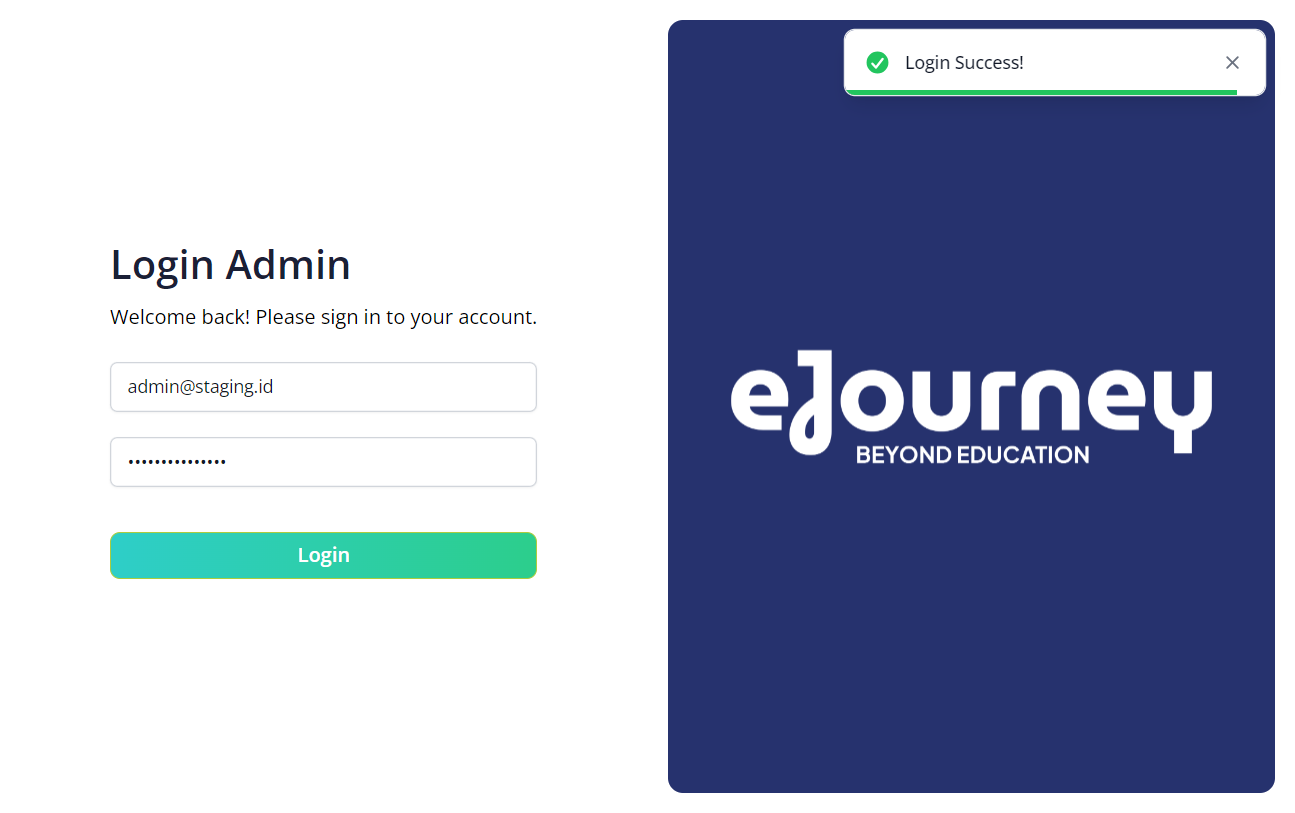 Login Admin
Welcome back! Please sign in to your account.
admin@staging.id
•••••••••••••••
Login
Login Success!
eJourney
BEYOND EDUCATION